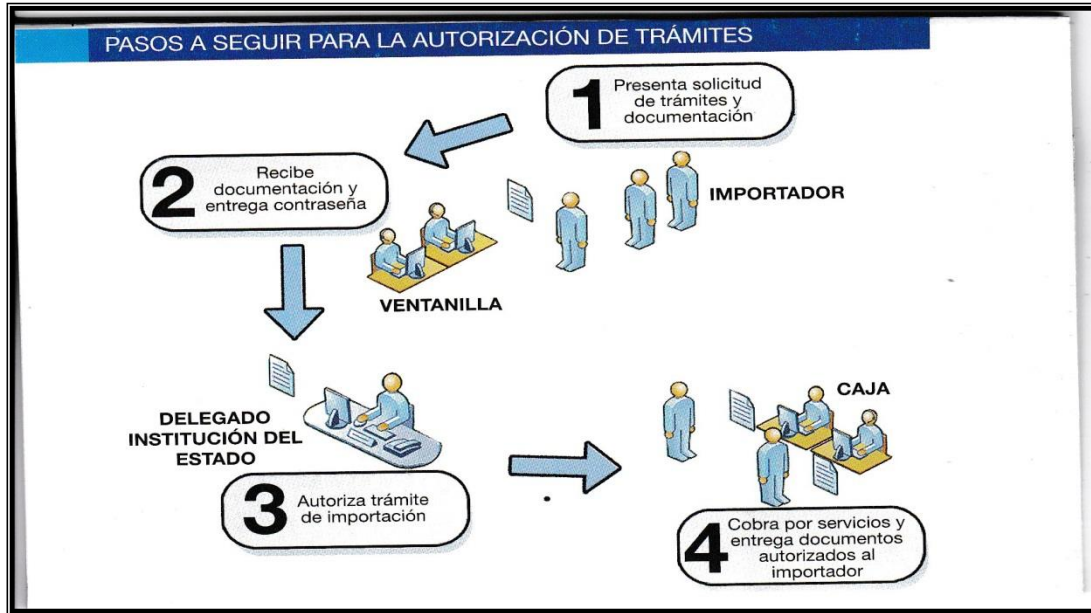 PASOS A SEGUIR PARA LA AUTORIZACIÓN DE TRÁMITES
1
Presenta solicitud
de trámites y
documentación
IMPORTADOR
2
Recibe
documentación y
entrega contraseña
VENTANILLA
DELEGADO
INSTITUCIÓN DEL
ESTADO
3
Autoriza trámite
de importación
CAJA
4
Cobra por servicios y
entrega documentos
autorizados al
importador